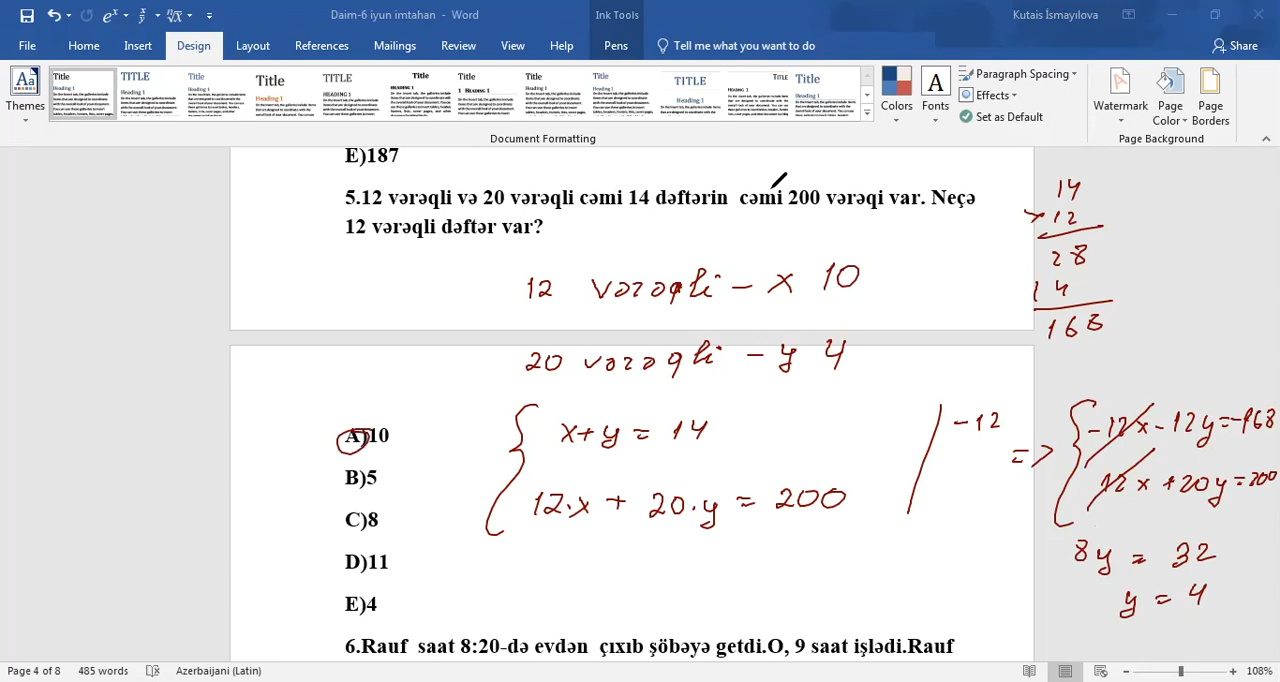 Daim-6 iyun imtahan - Word
Ink Tools
Kutais İsmayılova
File Home Insert Design Layout References Mailings Review View Help Pens Tell me what you want to do Share
Themes
Colors
Fonts
Paragraph Spacing
Effects
Set as Default
Watermark
Page Color
Page Borders
Document Formatting
Page Background
E)187
5.12 vərəqli və 20 vərəqli cəmi 14 dəftərin cəmi 200 vərəqi var. Neçə
12 vərəqli dəftər var?
12 vərəqli – x 10
20 vərəqli – y 4
14
× 12
28
14
168
A)10
B)5
C)8
D)11
E)4
x+y = 14
12·x + 20·y = 200
-12
=>
-12x - 12y = -168
12x + 20y = 200
8y = 32
y = 4
6.Rauf saat 8:20-də evdən çıxıb şöbəyə getdi.O, 9 saat işlədi.Rauf
Page 4 of 8 485 words Azerbaijani (Latin) 108%